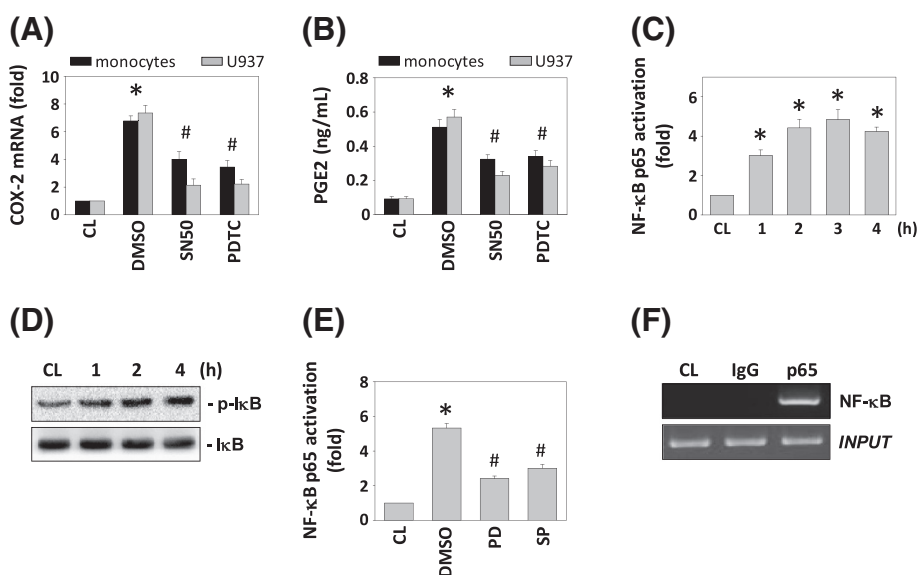 (A)
monocytes U937
COX-2 mRNA (fold)
10
8
6
4
2
0
CL
DMSO
SN50
PDTC
*
#
#
(B)
monocytes U937
PGE2 (ng/mL)
0.8
0.6
0.4
0.2
0
CL
DMSO
SN50
PDTC
*
#
#
(C)
NF-κB p65 activation
(fold)
6
4
2
0
* * * *
CL 1 2 3 4 (h)
(D)
CL 1 2 4 (h)
- p-IκB
- IκB
(E)
NF-κB p65 activation
(fold)
8
6
4
2
0
*
#
#
CL
DMSO
PD
SP
(F)
CL IgG p65
NF-κB
INPUT